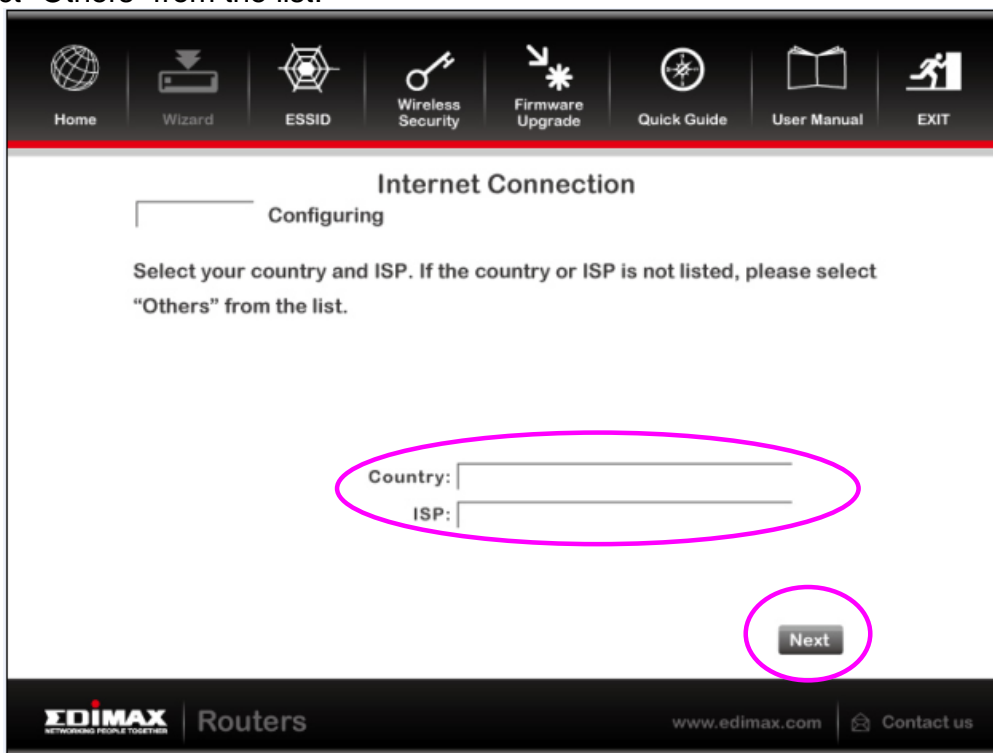 “Others” from the list.
Home
Wizard
ESSID
Wireless
Security
Firmware
Upgrade
Quick Guide
User Manual
EXIT
Internet Connection
Configuring
Select your country and ISP. If the country or ISP is not listed, please select
“Others” from the list.
Country:
ISP:
Next
EDIMAX
NETWORKING PEOPLE TOGETHER
Routers
www.edimax.com
Contact us